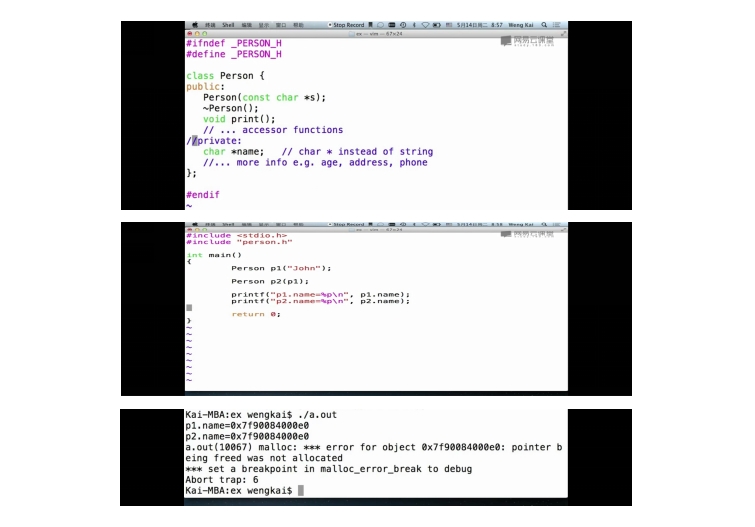 终端 Shell 编辑 显示 窗口 帮助 Stop Record 5月14日周二 8:57 Weng Kai
ex — vim — 67×24
网易云课堂
#ifndef _PERSON_H
#define _PERSON_H
class Person {
public:
Person(const char *s);
~Person();
void print();
// ... accessor functions
//private:
char *name; // char * instead of string
//... more info e.g. age, address, phone
};
#endif
~
终端 Shell 编辑 显示 窗口 帮助 Stop Record 5月14日周二 8:58 Weng Kai
ex — vim — 67×24
网易云课堂
#include <stdio.h>
#include "person.h"
int main()
{
Person p1("John");
Person p2(p1);
printf("p1.name=%p\n", p1.name);
printf("p2.name=%p\n", p2.name);
return 0;
}
~
~
~
~
~
~
~
~
~
Kai-MBA:ex wengkai$ ./a.out
p1.name=0x7f90084000e0
p2.name=0x7f90084000e0
a.out(10067) malloc: *** error for object 0x7f90084000e0: pointer b
eing freed was not allocated
*** set a breakpoint in malloc_error_break to debug
Abort trap: 6
Kai-MBA:ex wengkai$